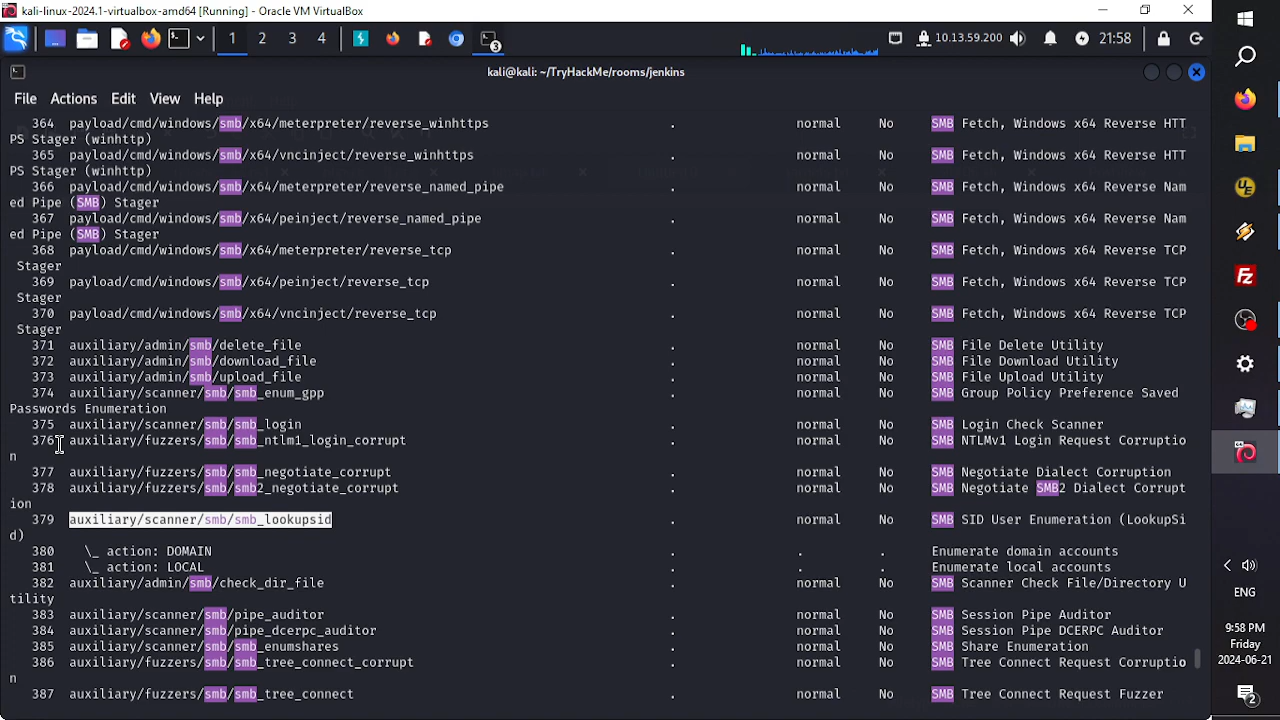 kali-linux-2024.1-virtualbox-amd64 [Running] - Oracle VM VirtualBox
1 2 3 4 3 10.13.59.200 21:58
kali@kali: ~/TryHackMe/rooms/jenkins
File Actions Edit View Help
364 payload/cmd/windows/smb/x64/meterpreter/reverse_winhttps . normal No SMB Fetch, Windows x64 Reverse HTT
PS Stager (winhttp)
365 payload/cmd/windows/smb/x64/vncinject/reverse_winhttps . normal No SMB Fetch, Windows x64 Reverse HTT
PS Stager (winhttp)
366 payload/cmd/windows/smb/x64/meterpreter/reverse_named_pipe . normal No SMB Fetch, Windows x64 Reverse Nam
ed Pipe (SMB) Stager
367 payload/cmd/windows/smb/x64/peinject/reverse_named_pipe . normal No SMB Fetch, Windows x64 Reverse Nam
ed Pipe (SMB) Stager
368 payload/cmd/windows/smb/x64/meterpreter/reverse_tcp . normal No SMB Fetch, Windows x64 Reverse TCP
Stager
369 payload/cmd/windows/smb/x64/peinject/reverse_tcp . normal No SMB Fetch, Windows x64 Reverse TCP
Stager
370 payload/cmd/windows/smb/x64/vncinject/reverse_tcp . normal No SMB Fetch, Windows x64 Reverse TCP
Stager
371 auxiliary/admin/smb/delete_file . normal No SMB File Delete Utility
372 auxiliary/admin/smb/download_file . normal No SMB File Download Utility
373 auxiliary/admin/smb/upload_file . normal No SMB File Upload Utility
374 auxiliary/scanner/smb/smb_enum_gpp . normal No SMB Group Policy Preference Saved
Passwords Enumeration
375 auxiliary/scanner/smb/smb_login . normal No SMB Login Check Scanner
376 auxiliary/fuzzers/smb/smb_ntlm1_login_corrupt . normal No SMB NTLMv1 Login Request Corruptio
n
377 auxiliary/fuzzers/smb/smb_negotiate_corrupt . normal No SMB Negotiate Dialect Corruption
378 auxiliary/fuzzers/smb/smb2_negotiate_corrupt . normal No SMB Negotiate SMB2 Dialect Corrupt
ion
379 auxiliary/scanner/smb/smb_lookupsid . normal No SMB SID User Enumeration (LookupSi
d)
380 \_ action: DOMAIN . . . Enumerate domain accounts
381 \_ action: LOCAL . . . Enumerate local accounts
382 auxiliary/admin/smb/check_dir_file . normal No SMB Scanner Check File/Directory U
tility
383 auxiliary/scanner/smb/pipe_auditor . normal No SMB Session Pipe Auditor
384 auxiliary/scanner/smb/pipe_dcerpc_auditor . normal No SMB Session Pipe DCERPC Auditor
385 auxiliary/scanner/smb/smb_enumshares . normal No SMB Share Enumeration
386 auxiliary/fuzzers/smb/smb_tree_connect_corrupt . normal No SMB Tree Connect Request Corruptio
n
387 auxiliary/fuzzers/smb/smb_tree_connect . normal No SMB Tree Connect Request Fuzzer
UE
Fz
ENG
9:58 PM
Friday
2024-06-21
2